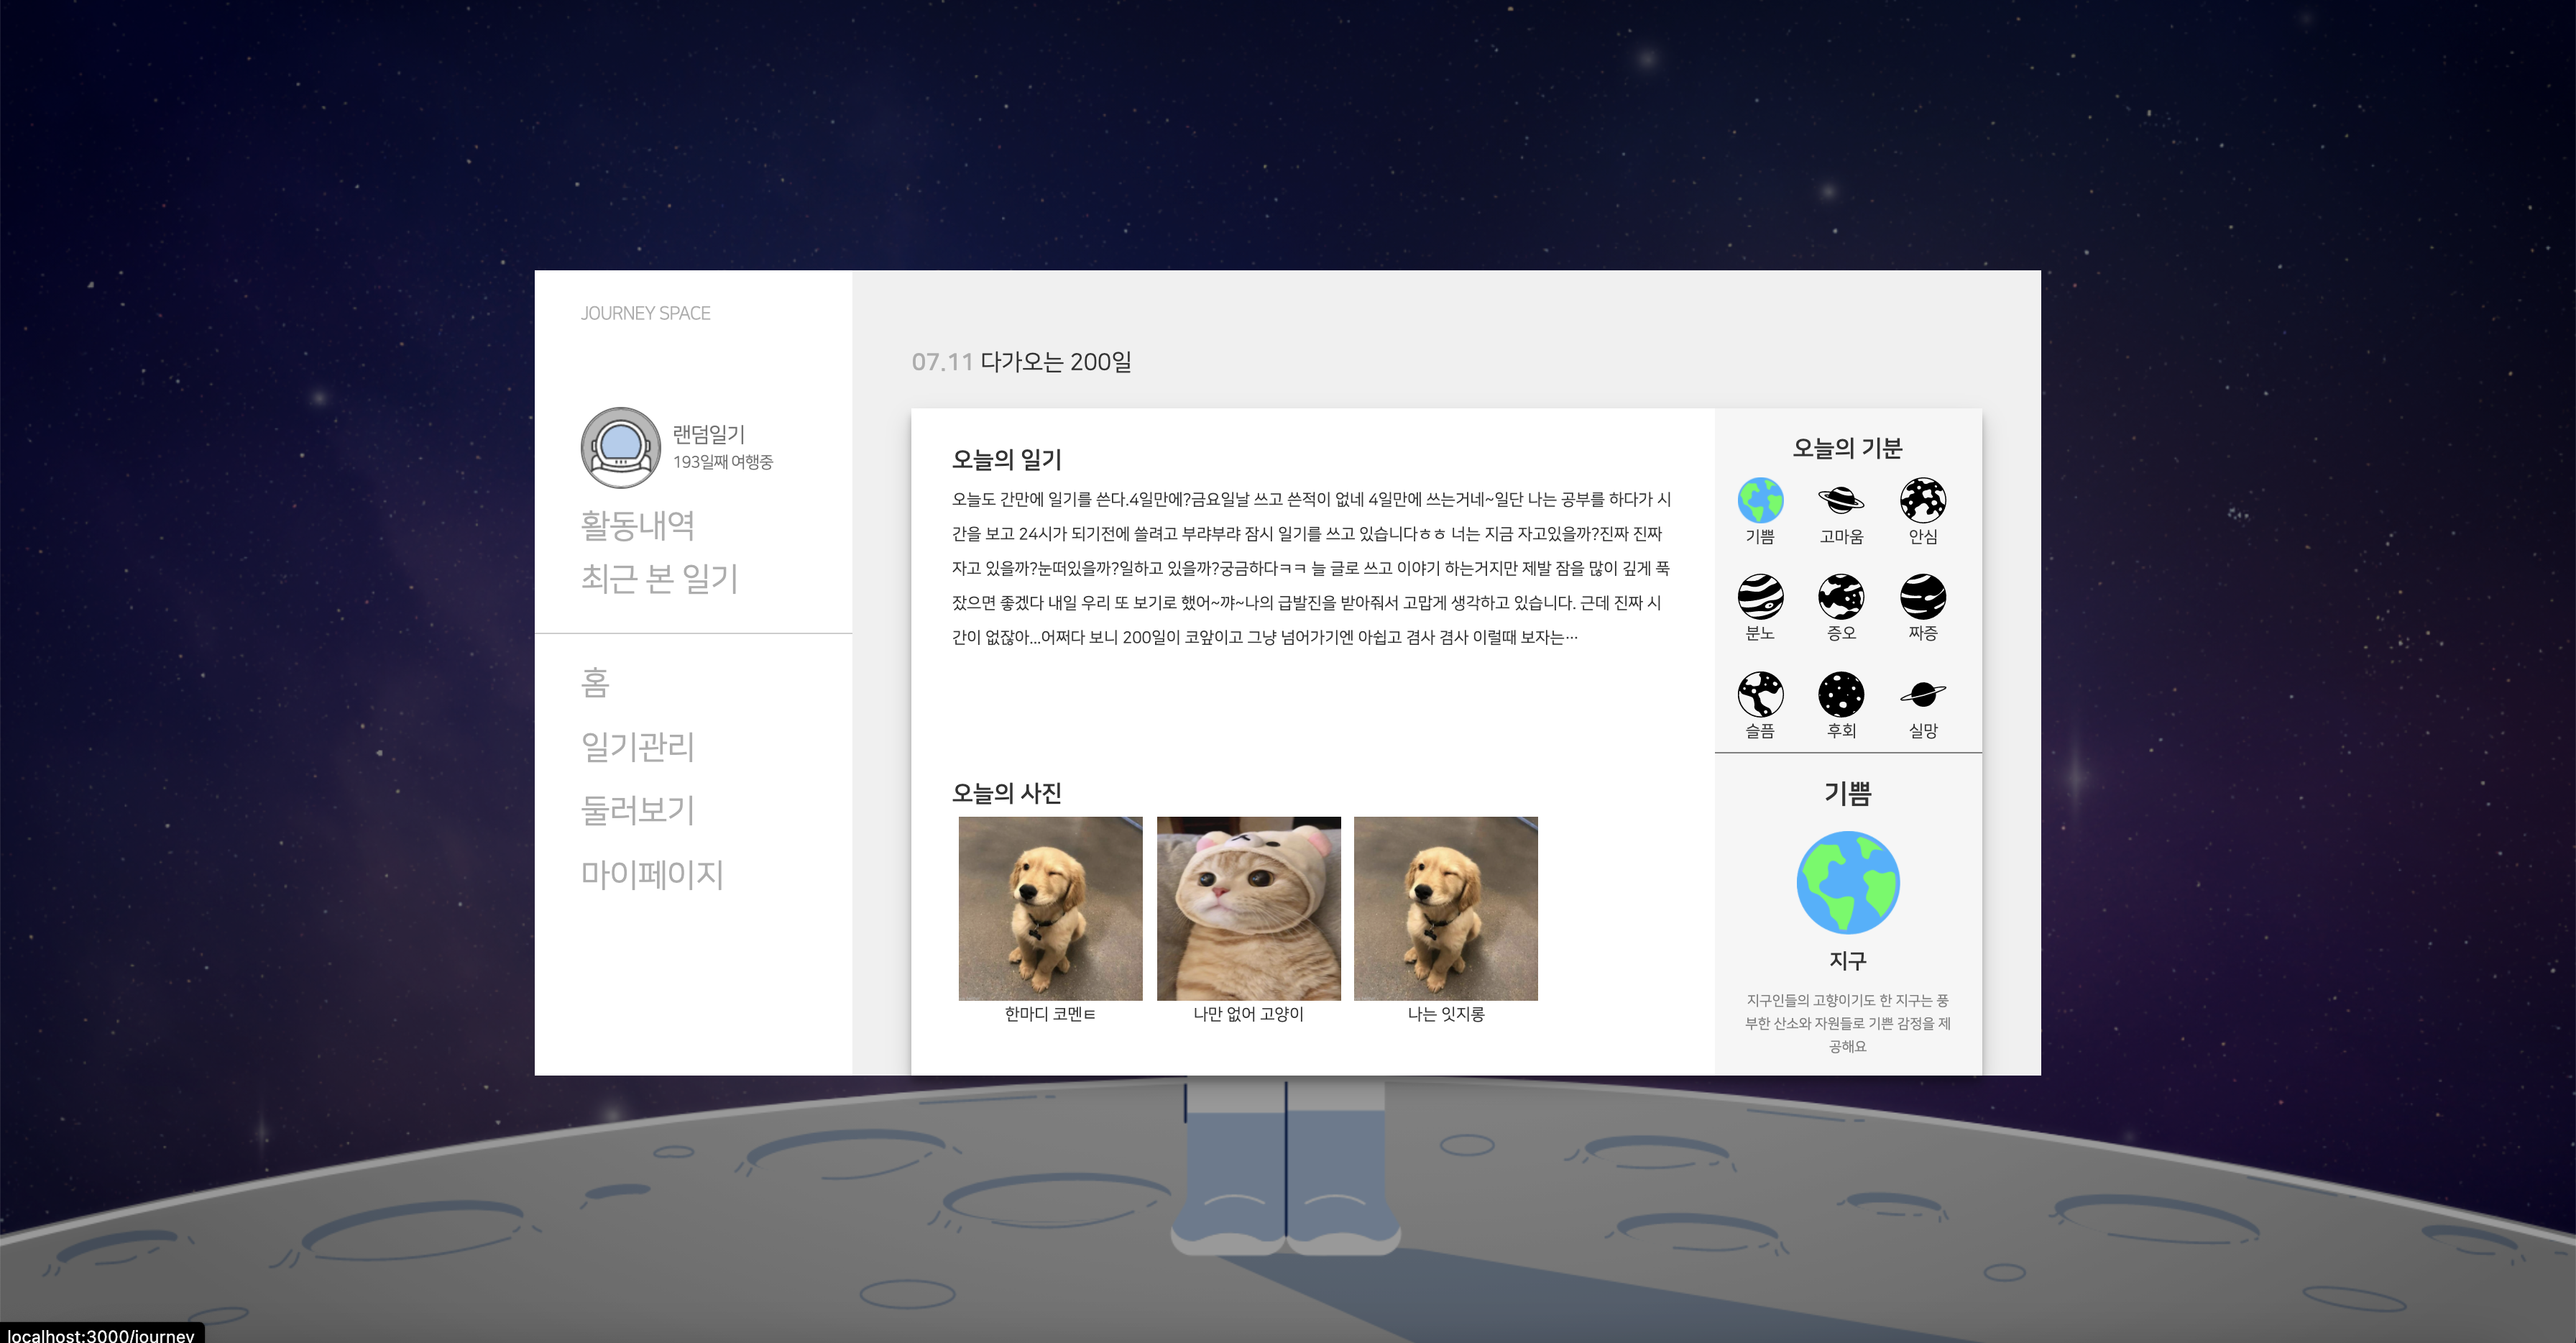 JOURNEY SPACE
랜덤일기
193일째 여행중
활동내역
최근 본 일기
홈
일기관리
둘러보기
마이페이지
07.11 다가오는 200일
오늘의 일기
오늘도 간만에 일기를 쓴다.4일만에?금요일날 쓰고 쓴적이 없네 4일만에 쓰는거네~일단 나는 공부를 하다가 시
간을 보고 24시가 되기전에 쓸려고 부랴부랴 잠시 일기를 쓰고 있습니다ㅎㅎ 너는 지금 자고있을까?진짜 진짜
자고 있을까?눈떠있을까?일하고 있을까?궁금하다ㅋㅋ 늘 글로 쓰고 이야기 하는거지만 제발 잠을 많이 깊게 푹
잤으면 좋겠다 내일 우리 또 보기로 했어~꺄~나의 급발진을 받아줘서 고맙게 생각하고 있습니다. 근데 진짜 시
간이 없잖아...어쩌다 보니 200일이 코앞이고 그냥 넘어가기엔 아쉽고 겸사 겸사 이럴때 보자는…
오늘의 사진
한마디 코멘ㅌ
나만 없어 고양이
나는 잇지롱
오늘의 기분
기쁨
고마움
안심
분노
증오
짜증
슬픔
후회
실망
기쁨
지구
지구인들의 고향이기도 한 지구는 풍
부한 산소와 자원들로 기쁜 감정을 제
공해요
localhost:3000/journey